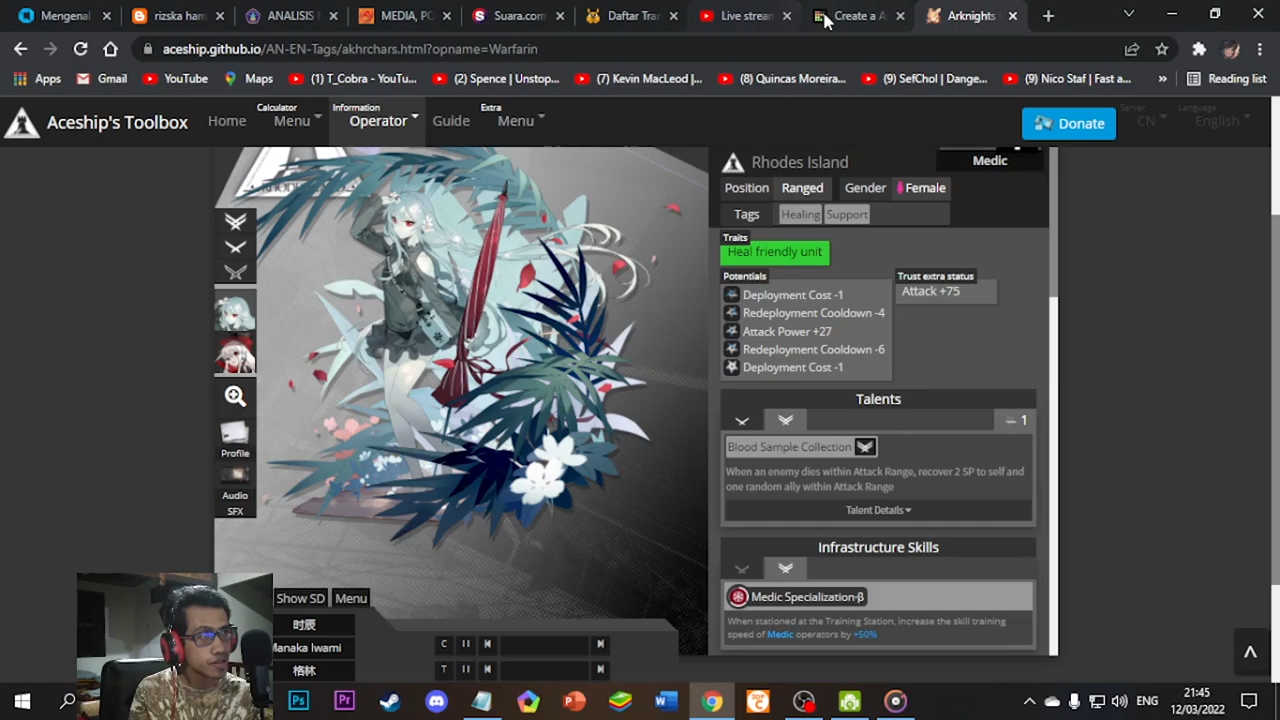 Mengenal
rizska ham
ANALISIS F
MEDIA, PO
Suara.com
Daftar Tran
Live stream
Create a A
Arknights
aceship.github.io/AN-EN-Tags/akhrchars.html?opname=Warfarin
Apps
Gmail
YouTube
Maps
(1) T_Cobra - YouT...
(2) Spence | Unstop...
(7) Kevin MacLeod |...
(8) Quincas Moreira...
(9) SefChol | Dange...
(9) Nico Staf | Fast a...
»
Reading list
Aceship's Toolbox
Home
Calculator
Menu
Information
Operator
Guide
Extra
Menu
Donate
Server
CN
Language
English
Rhodes Island
Medic
Position
Ranged
Gender
Female
Tags
Healing
Support
Traits
Heal friendly unit
Potentials
Deployment Cost -1
Redeployment Cooldown -4
Attack Power +27
Redeployment Cooldown -6
Deployment Cost -1
Trust extra status
Attack +75
Talents
1
Blood Sample Collection
When an enemy dies within Attack Range, recover 2 SP to self and
one random ally within Attack Range
Talent Details
Infrastructure Skills
Medic Specialization-β
When stationed at the Training Station, increase the skill training
speed of Medic operators by +50%
Profile
Audio
SFX
Show SD
Menu
时辰
Manaka Iwami
格林
C
T
ENG
21:45
12/03/2022